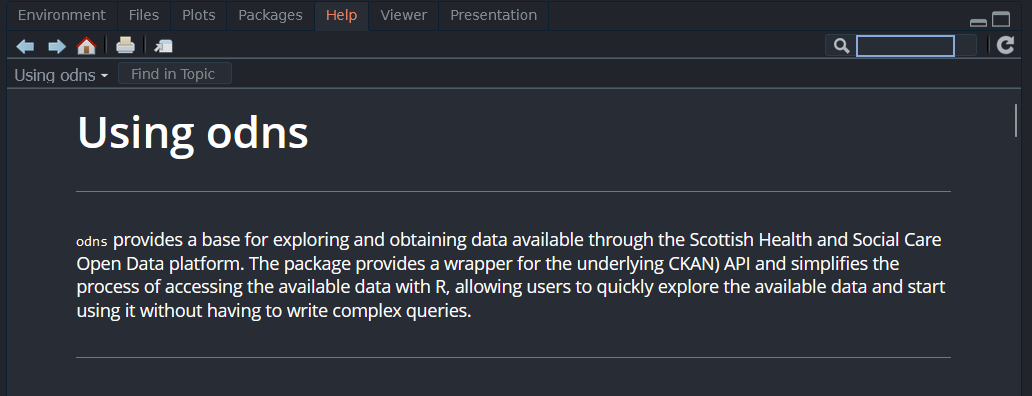 Environment Files Plots Packages Help Viewer Presentation
Using odns Find in Topic
Using odns
odns provides a base for exploring and obtaining data available through the Scottish Health and Social Care
Open Data platform. The package provides a wrapper for the underlying CKAN) API and simplifies the
process of accessing the available data with R, allowing users to quickly explore the available data and start
using it without having to write complex queries.